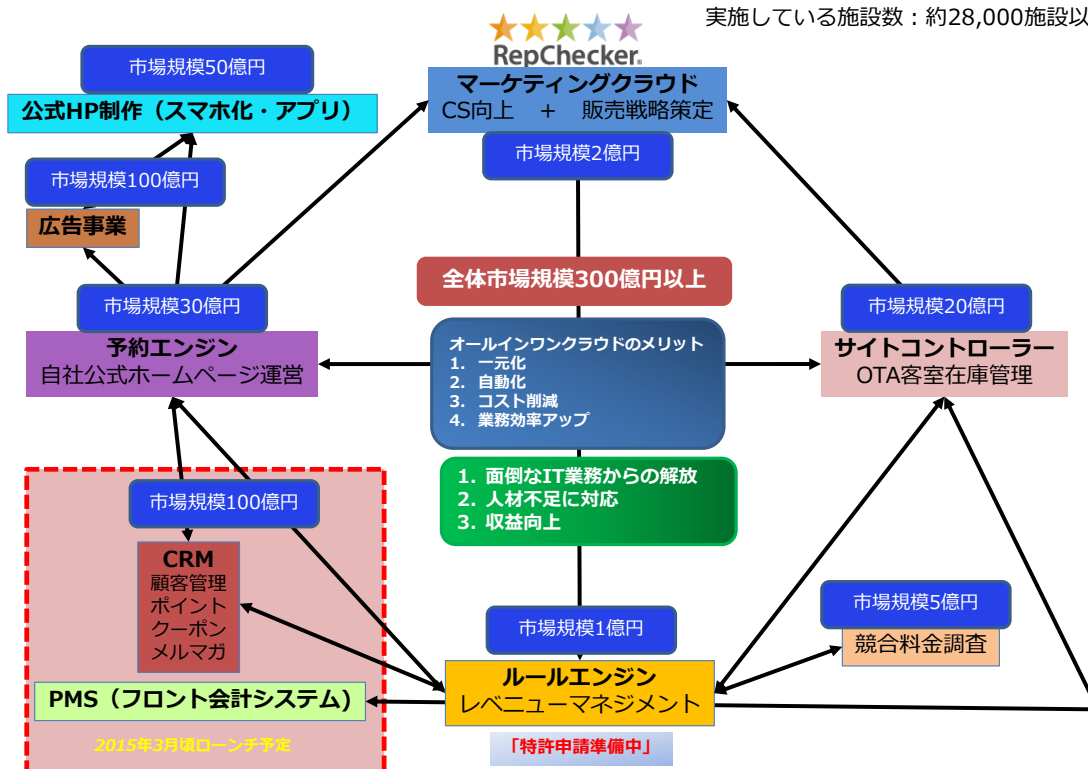 実施している施設数：約28,000施設以
RepChecker.
マーケティングクラウド
CS向上　＋　販売戦略策定
市場規模2億円
市場規模50億円
公式HP制作（スマホ化・アプリ）
市場規模100億円
広告事業
全体市場規模300億円以上
市場規模30億円
予約エンジン
自社公式ホームページ運営
オールインワンクラウドのメリット
1. 一元化
2. 自動化
3. コスト削減
4. 業務効率アップ
市場規模20億円
サイトコントローラー
OTA客室在庫管理
1. 面倒なIT業務からの解放
2. 人材不足に対応
3. 収益向上
市場規模100億円
CRM
顧客管理
ポイント
クーポン
メルマガ
PMS（フロント会計システム)
2015年3月頃ローンチ予定
市場規模1億円
ルールエンジン
レベニューマネジメント
「特許申請準備中」
市場規模5億円
競合料金調査